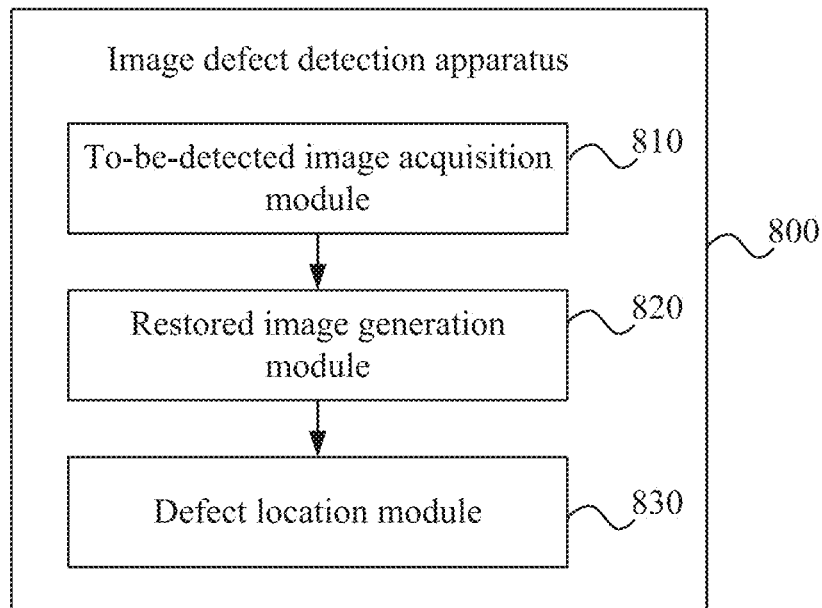 Image defect detection apparatus
To-be-detected image acquisition
module
810
800
Restored image generation
module
820
Defect location module
830